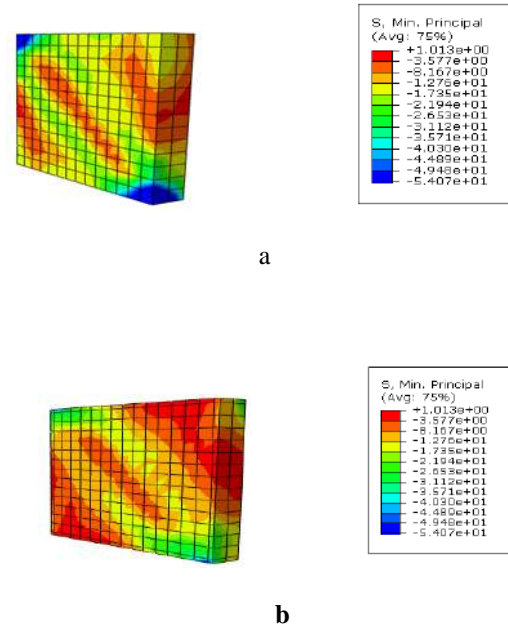 S, Min. Principal
(Avg: 75%)
+1.013e+00
-3.577e+00
-8.167e+00
-1.276e+01
-1.735e+01
-2.194e+01
-2.653e+01
-3.112e+01
-3.571e+01
-4.030e+01
-4.489e+01
-4.948e+01
-5.407e+01
a
S, Min. Principal
(Avg: 75%)
+1.013e+00
-3.577e+00
-8.167e+00
-1.276e+01
-1.735e+01
-2.194e+01
-2.653e+01
-3.112e+01
-3.571e+01
-4.030e+01
-4.489e+01
-4.948e+01
-5.407e+01
b